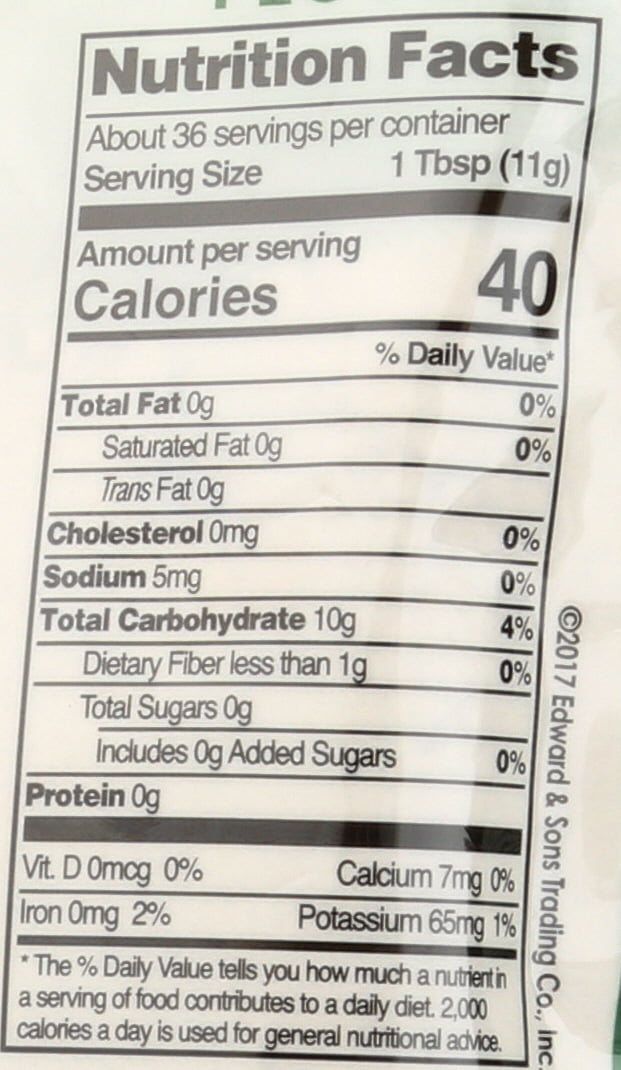 Nutrition Facts
About 36 servings per container
Serving Size 1 Tbsp (11g)
Amount per serving
Calories 40
% Daily Value*
Total Fat 0g 0%
Saturated Fat 0g 0%
Trans Fat 0g
Cholesterol 0mg 0%
Sodium 5mg 0%
Total Carbohydrate 10g 4%
Dietary Fiber less than 1g 0%
Total Sugars 0g
Includes 0g Added Sugars 0%
Protein 0g
Vit. D 0mcg 0% Calcium 7mg 0%
Iron 0mg 2% Potassium 65mg 1%
* The % Daily Value tells you how much a nutrient in
a serving of food contributes to a daily diet. 2,000
calories a day is used for general nutritional advice.
©2017 Edward & Sons Trading Co., Inc.